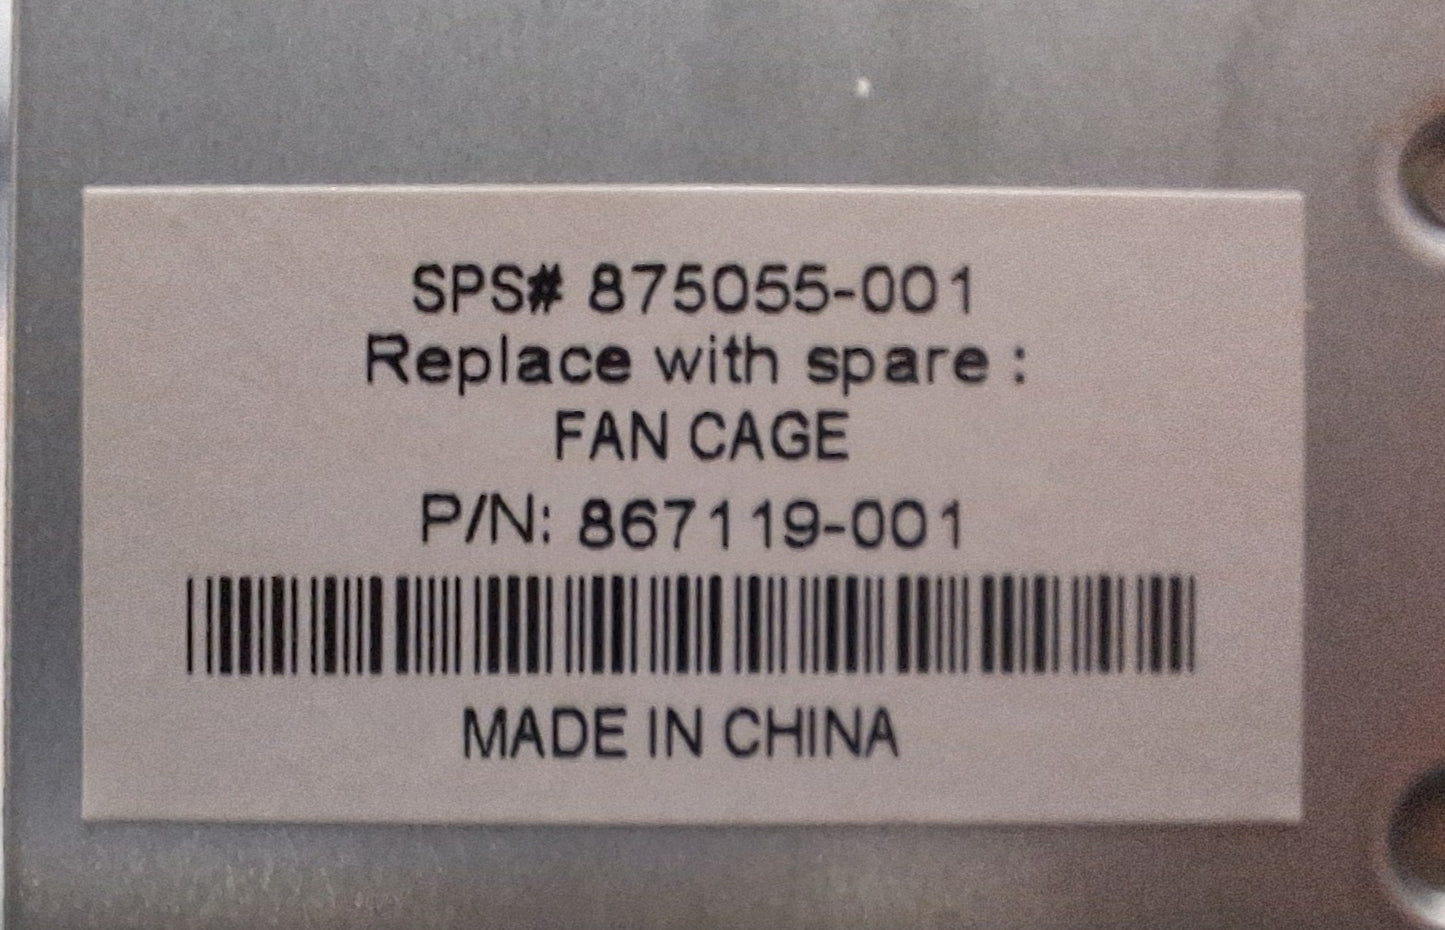 SPS# 875055-001
Replace with spare :
FAN CAGE
P/N: 867119-001
MADE IN CHINA